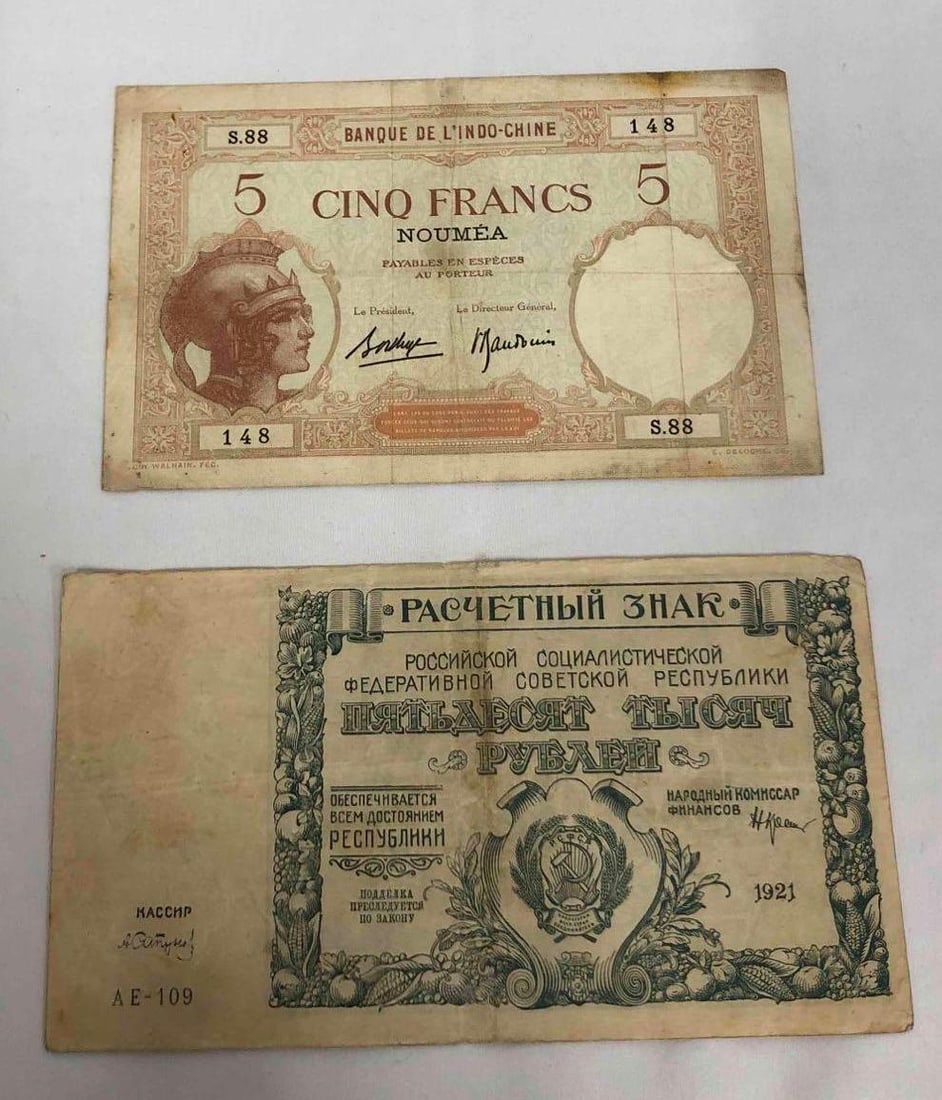 S.88
BANQUE DE L'INDO-CHINE
148
5
CINQ FRANCS
5
NOUMÉA
PAYABLES EN ESPÈCES
AU PORTEUR
Le Président,
Le Directeur Général,
148
S.88
WALHAIN. FEC.
РАСЧЕТНЫЙ ЗНАК
РОССИЙСКОЙ СОЦИАЛИСТИЧЕСКОЙ
ФЕДЕРАТИВНОЙ СОВЕТСКОЙ РЕСПУБЛИКИ
ПЯТЬДЕСЯТ ТЫСЯЧ
РУБЛЕЙ
ОБЕСПЕЧИВАЕТСЯ
ВСЕМ ДОСТОЯНИЕМ
РЕСПУБЛИКИ
НАРОДНЫЙ КОМИССАР
ФИНАНСОВ
ПОДДЕЛКА
ПРЕСЛЕДУЕТСЯ
ПО ЗАКОНУ
1921
КАССИР
АЕ-109